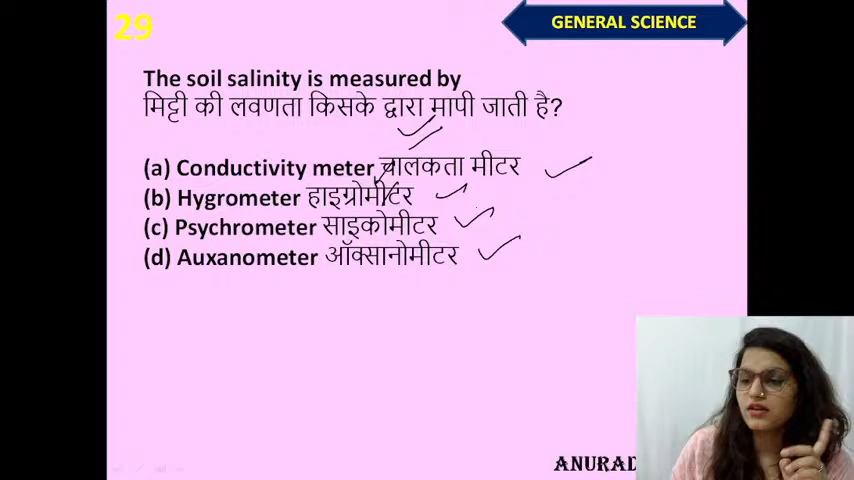 29
GENERAL SCIENCE
The soil salinity is measured by
मिट्टी की लवणता किसके द्वारा मापी जाती है?
(a) Conductivity meter चालकता मीटर
(b) Hygrometer हाइग्रोमीटर
(c) Psychrometer साइकोमीटर
(d) Auxanometer ऑक्सानोमीटर
ANURAD